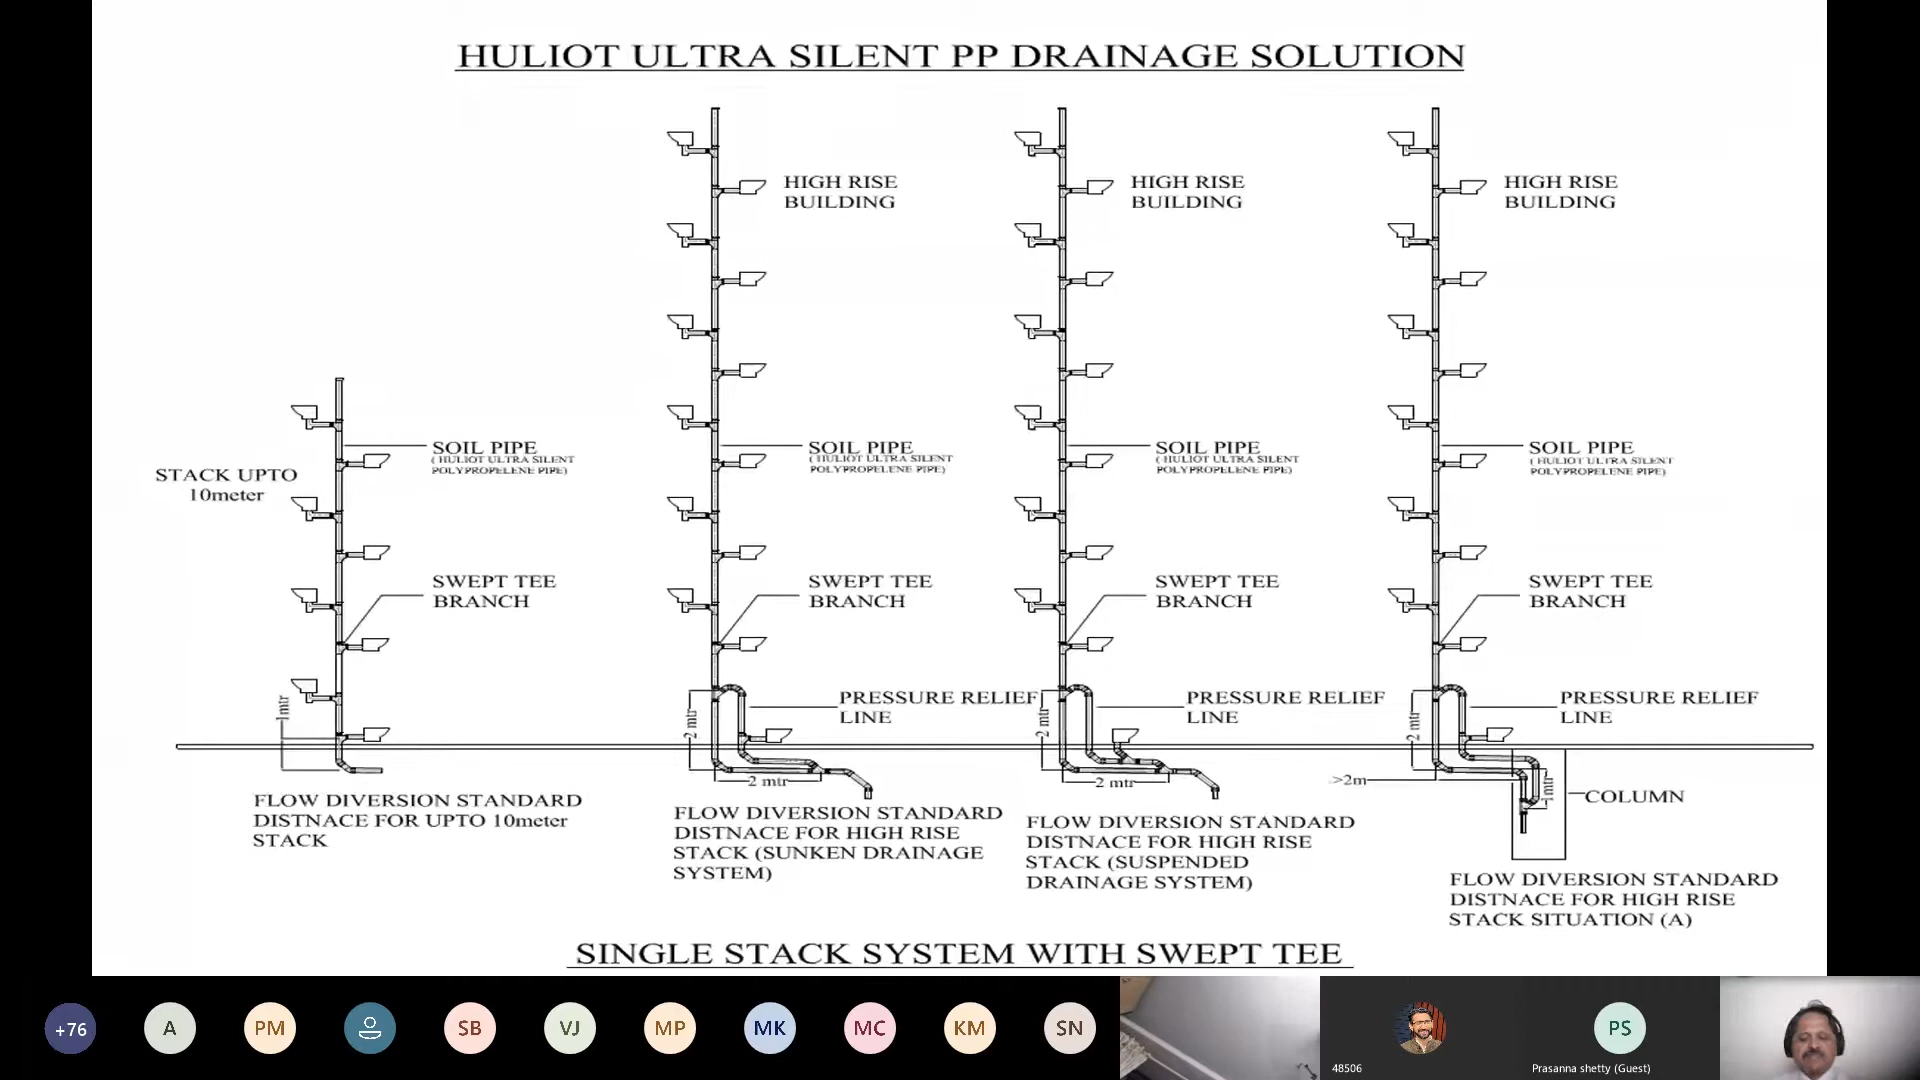 HULIOT ULTRA SILENT PP DRAINAGE SOLUTION
HIGH RISE
BUILDING
HIGH RISE
BUILDING
HIGH RISE
BUILDING
STACK UPTO
10meter
SOIL PIPE
( HULIOT ULTRA SILENT
POLYPROPELENE PIPE)
SOIL PIPE
( HULIOT ULTRA SILENT
POLYPROPELENE PIPE)
SOIL PIPE
( HULIOT ULTRA SILENT
POLYPROPELENE PIPE)
SOIL PIPE
( HULIOT ULTRA SILENT
POLYPROPELENE PIPE)
SWEPT TEE
BRANCH
SWEPT TEE
BRANCH
SWEPT TEE
BRANCH
SWEPT TEE
BRANCH
1mtr
2 mtr
PRESSURE RELIEF
LINE
2 mtr
2 mtr
PRESSURE RELIEF
LINE
2 mtr
2 mtr
PRESSURE RELIEF
LINE
>2m
1mtr
COLUMN
FLOW DIVERSION STANDARD
DISTNACE FOR UPTO 10meter
STACK
FLOW DIVERSION STANDARD
DISTNACE FOR HIGH RISE
STACK (SUNKEN DRAINAGE
SYSTEM)
FLOW DIVERSION STANDARD
DISTNACE FOR HIGH RISE
STACK (SUSPENDED
DRAINAGE SYSTEM)
FLOW DIVERSION STANDARD
DISTNACE FOR HIGH RISE
STACK SITUATION (A)
SINGLE STACK SYSTEM WITH SWEPT TEE
+76
A
PM
SB
VJ
MP
MK
MC
KM
SN
48506
PS
Prasanna shetty (Guest)